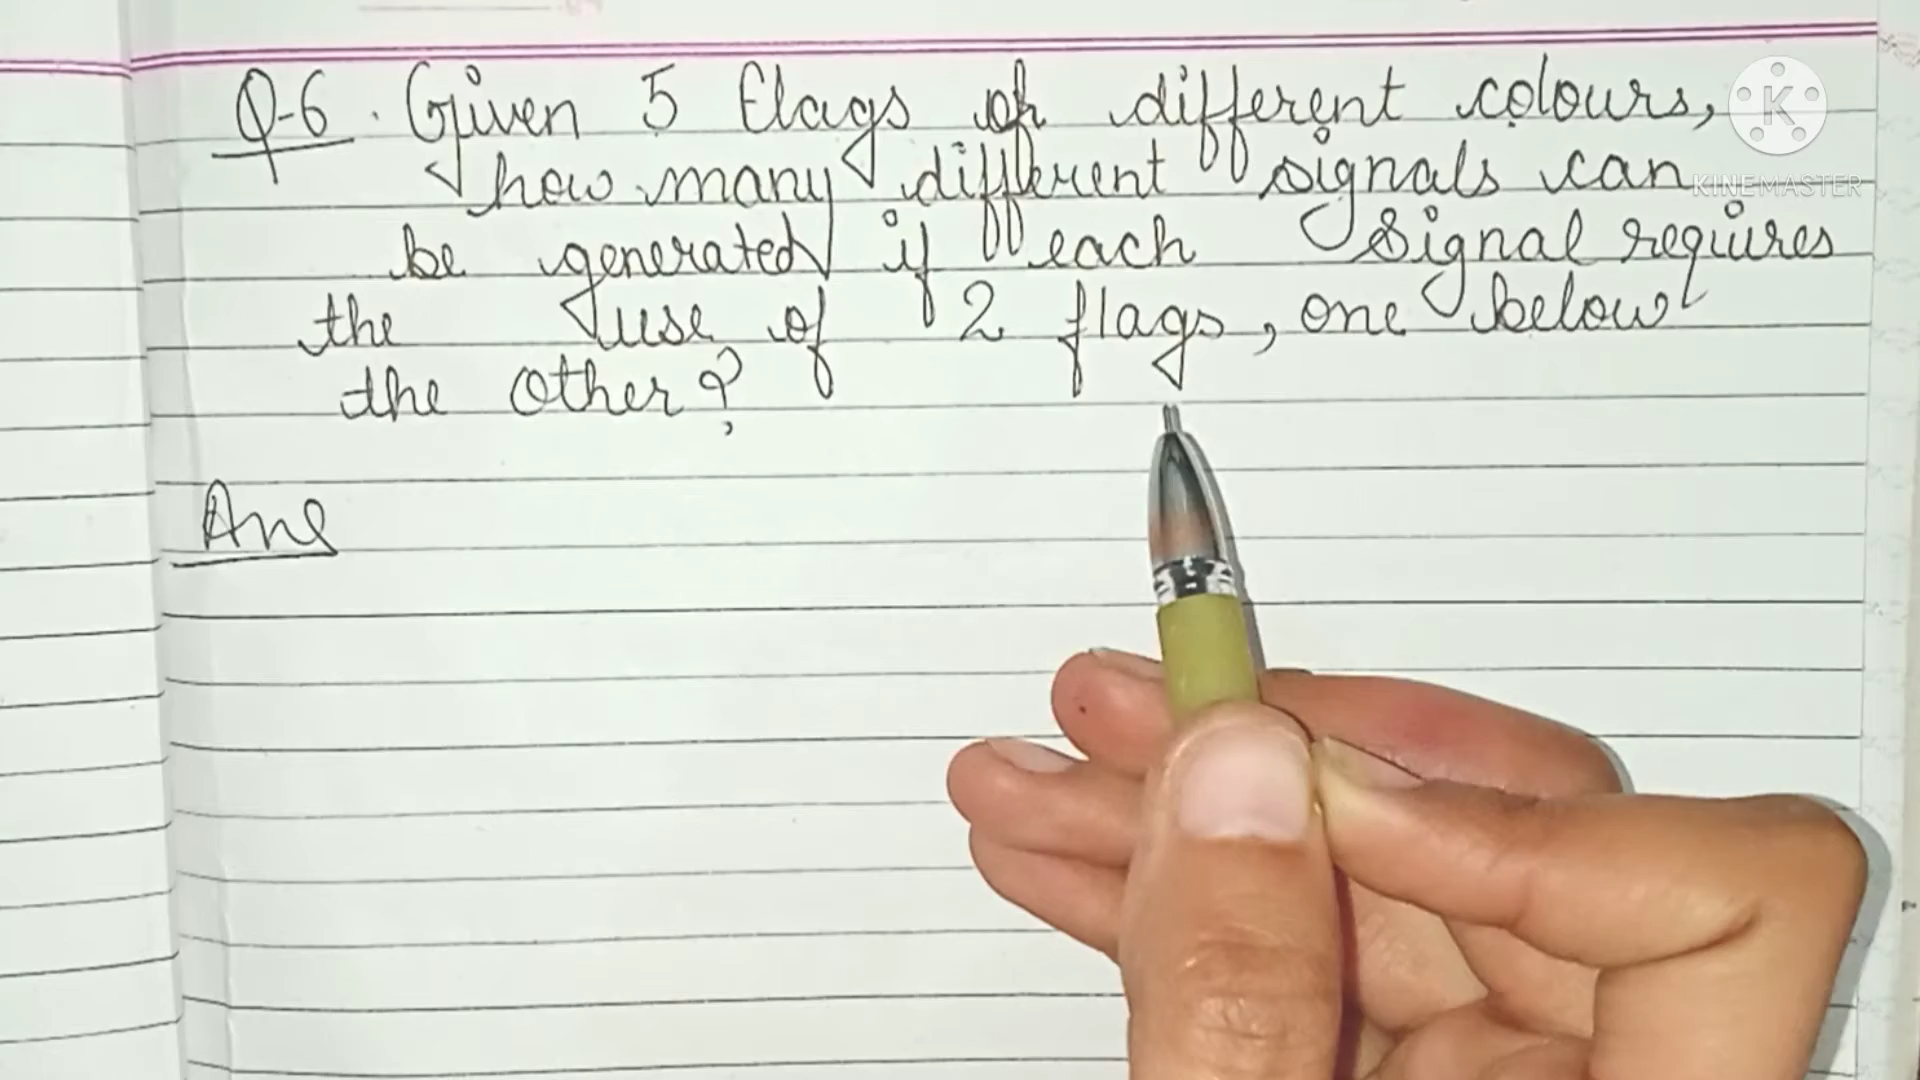 Q-6. Given 5 flags of different colours,
how many different signals can
be generated if each signal requires
the use of 2 flags, one below
the other?
Ans
K
KINEMASTER